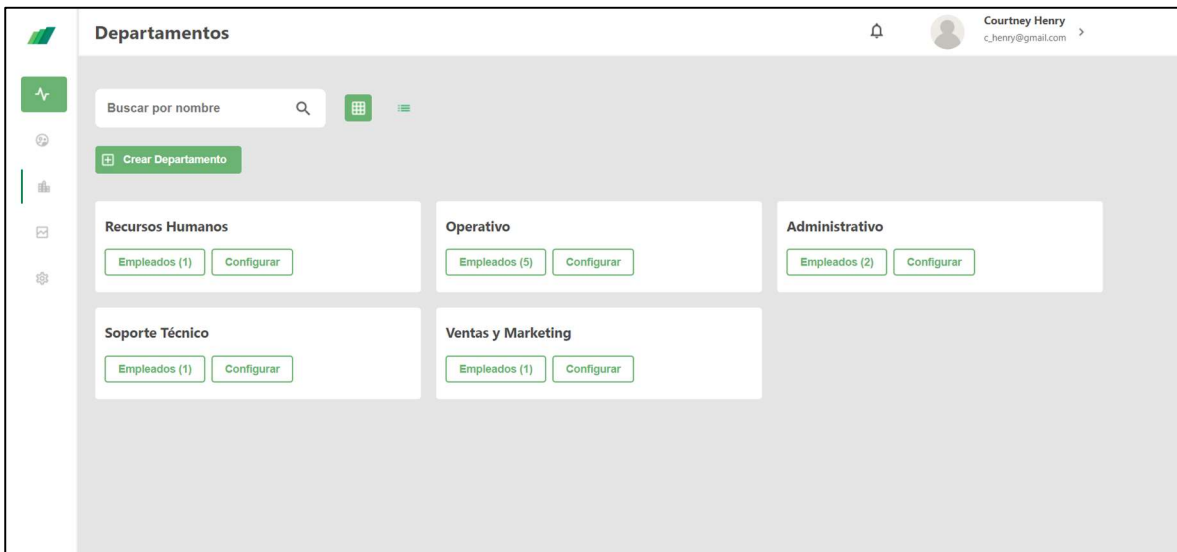 Departamentos
Courtney Henry
c_henry@gmail.com
Buscar por nombre
Crear Departamento
Recursos Humanos
Empleados (1) Configurar
Operativo
Empleados (5) Configurar
Administrativo
Empleados (2) Configurar
Soporte Técnico
Empleados (1) Configurar
Ventas y Marketing
Empleados (1) Configurar